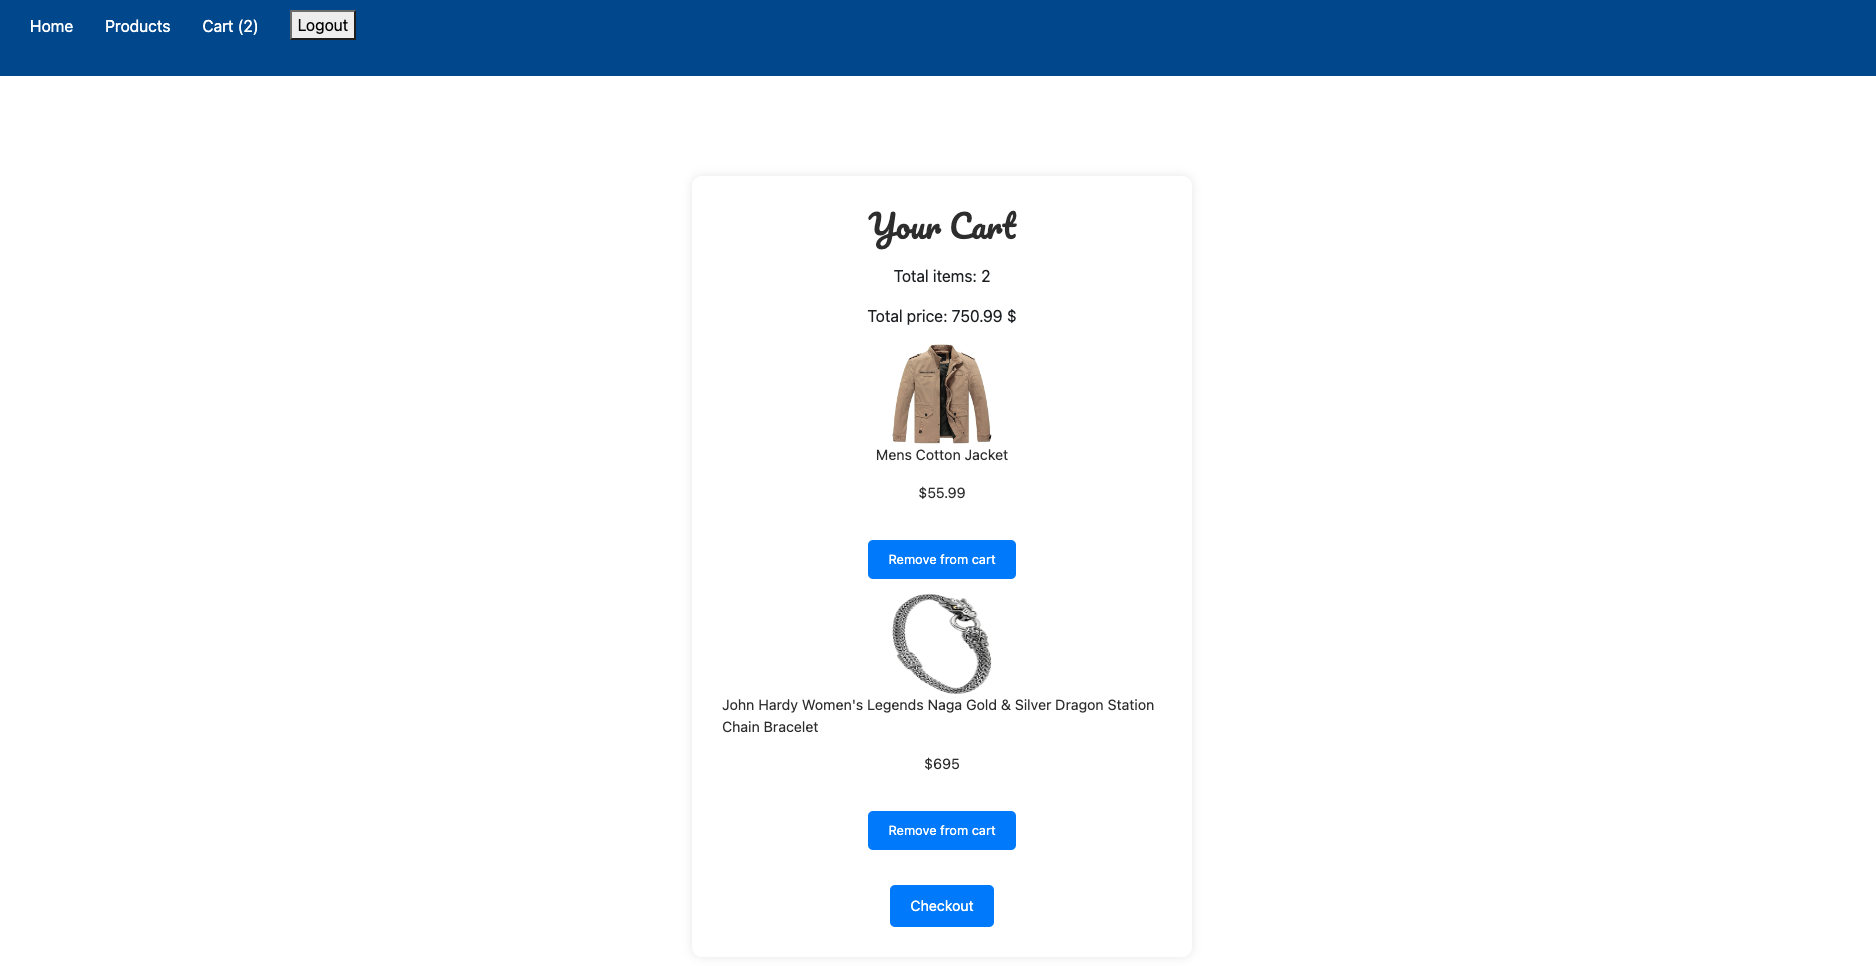 Home Products Cart (2) Logout
Your Cart
Total items: 2
Total price: 750.99 $
Mens Cotton Jacket
$55.99
Remove from cart
John Hardy Women's Legends Naga Gold & Silver Dragon Station
Chain Bracelet
$695
Remove from cart
Checkout